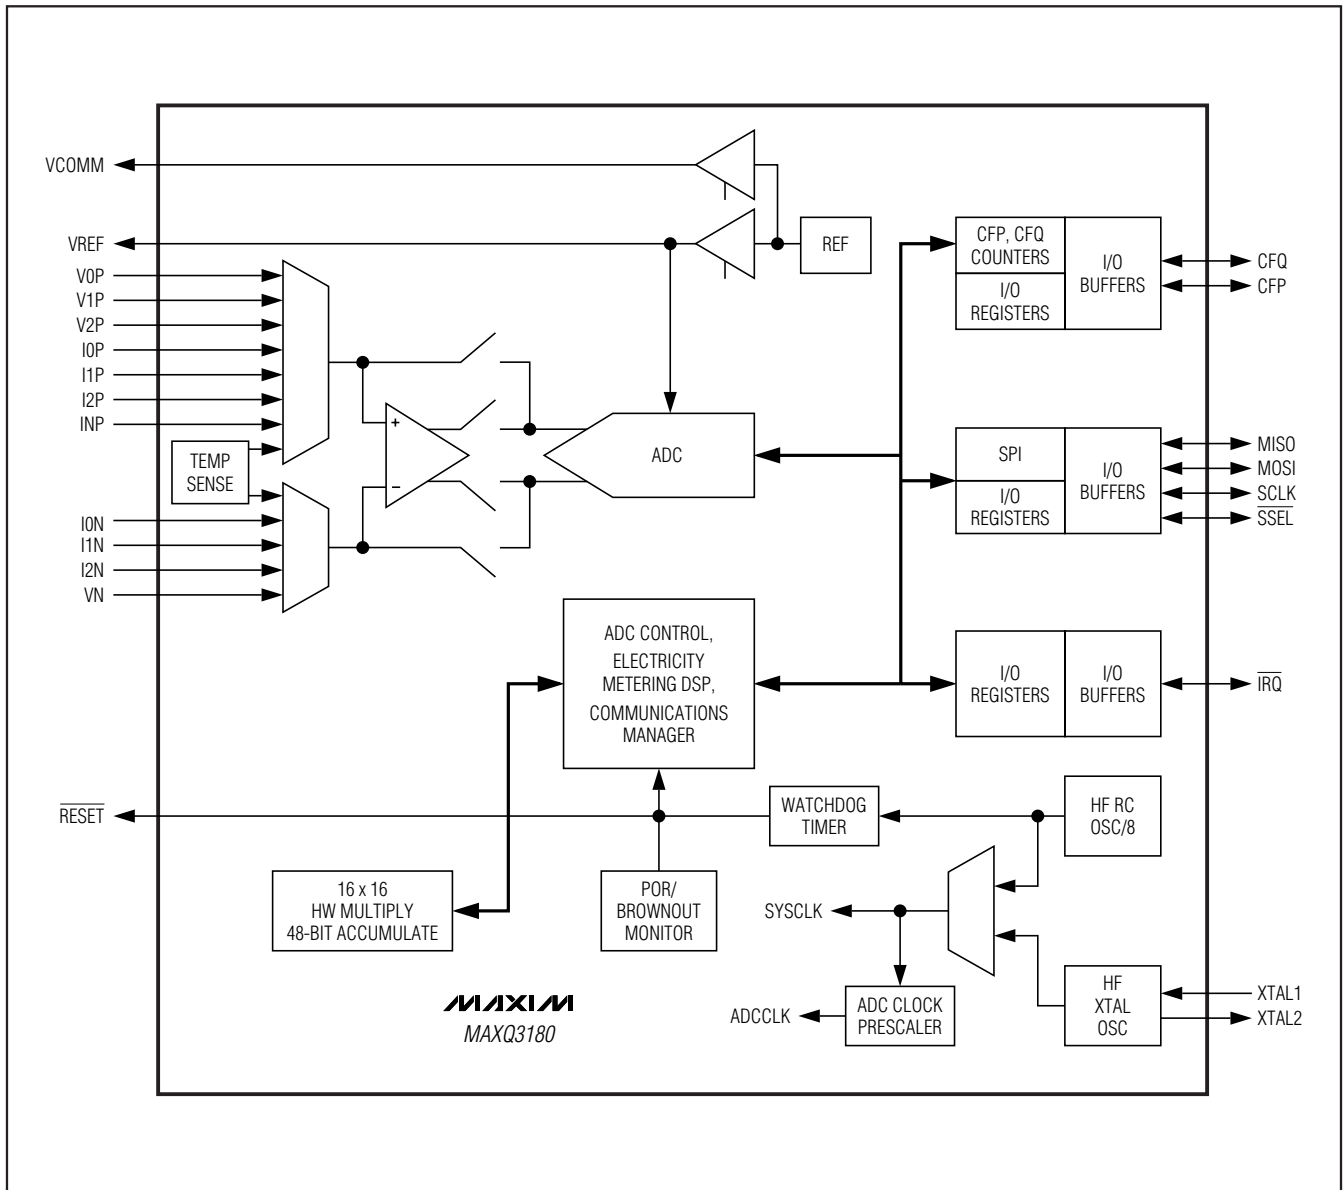 VCOMM
VREF
REF
V0P
V1P
V2P
I0P
I1P
I2P
INP
TEMP
SENSE
I0N
I1N
I2N
VN
+
−
ADC
CFP, CFQ
COUNTERS
I/O
REGISTERS
I/O
BUFFERS
CFQ
CFP
SPI
I/O
REGISTERS
I/O
BUFFERS
MISO
MOSI
SCLK
SSEL
ADC CONTROL,
ELECTRICITY
METERING DSP,
COMMUNICATIONS
MANAGER
I/O
REGISTERS
I/O
BUFFERS
IRQ
RESET
WATCHDOG
TIMER
HF RC
OSC/8
16 x 16
HW MULTIPLY
48-BIT ACCUMULATE
POR/
BROWNOUT
MONITOR
SYSCLK
ADCCLK
ADC CLOCK
PRESCALER
HF
XTAL
OSC
XTAL1
XTAL2
MAXIM
MAXQ3180